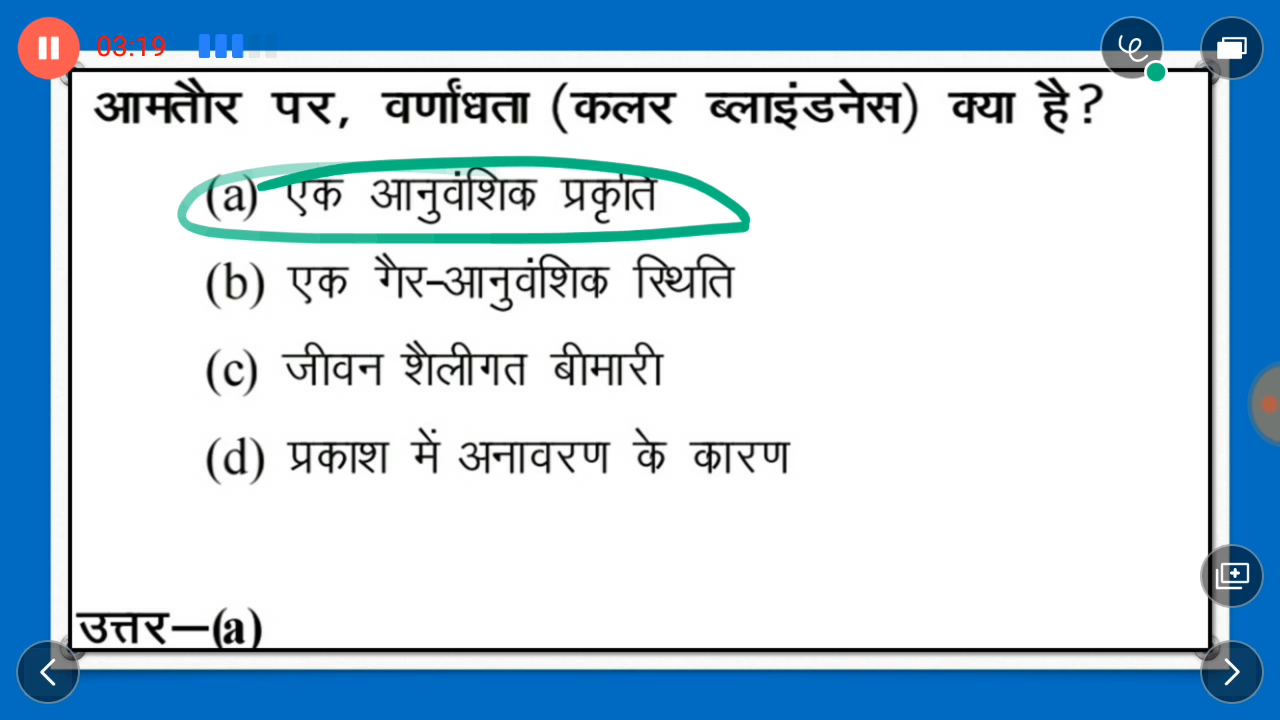 03:19
आमतौर पर, वर्णांधता (कलर ब्लाइंडनेस) क्या है?
(a) एक आनुवंशिक प्रकृति
(b) एक गैर-आनुवंशिक स्थिति
(c) जीवन शैलीगत बीमारी
(d) प्रकाश में अनावरण के कारण
उत्तर—(a)